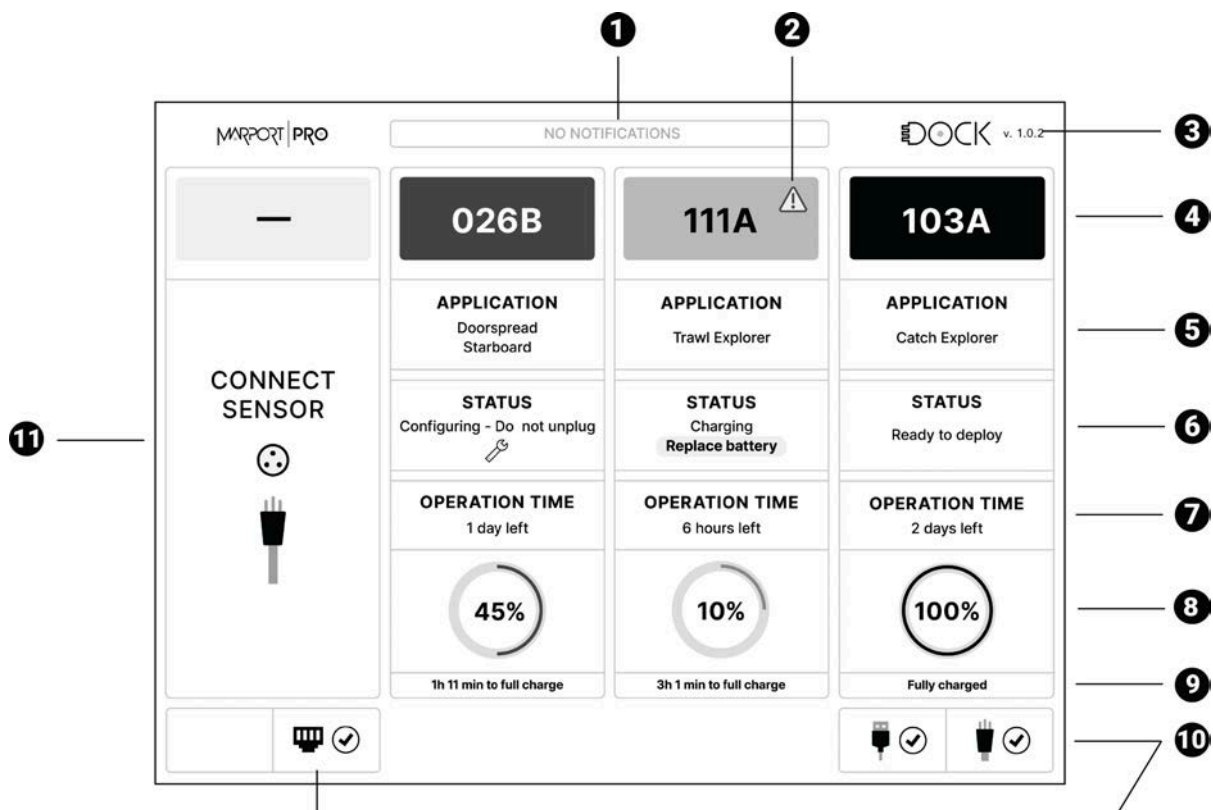 1
2
MARPORT PRO
NO NOTIFICATIONS
DOCK v. 1.0.2
3
—
026B
111A
103A
4
APPLICATION
Doorspread
Starboard
APPLICATION
Trawl Explorer
APPLICATION
Catch Explorer
5
CONNECT
SENSOR
11
STATUS
Configuring - Do not unplug
STATUS
Charging
Replace battery
STATUS
Ready to deploy
6
OPERATION TIME
1 day left
OPERATION TIME
6 hours left
OPERATION TIME
2 days left
7
45%
10%
100%
8
1h 11 min to full charge
3h 1 min to full charge
Fully charged
9
10